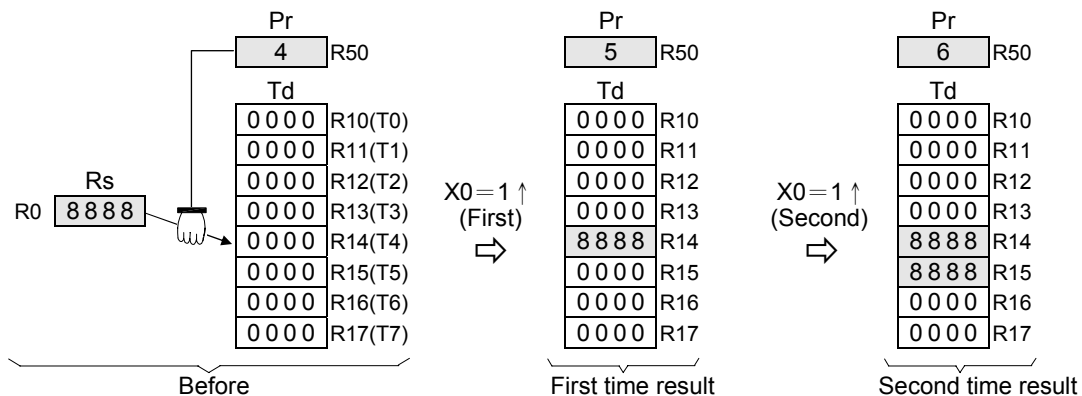 Pr
4 R50
Td
0000 R10(T0)
0000 R11(T1)
0000 R12(T2)
0000 R13(T3)
0000 R14(T4)
0000 R15(T5)
0000 R16(T6)
0000 R17(T7)
Rs
R0 8888
Before
X0=1↑
(First)
⇨
Pr
5 R50
Td
0000 R10
0000 R11
0000 R12
0000 R13
8888 R14
0000 R15
0000 R16
0000 R17
First time result
X0=1↑
(Second)
⇨
Pr
6 R50
Td
0000 R10
0000 R11
0000 R12
0000 R13
8888 R14
8888 R15
0000 R16
0000 R17
Second time result